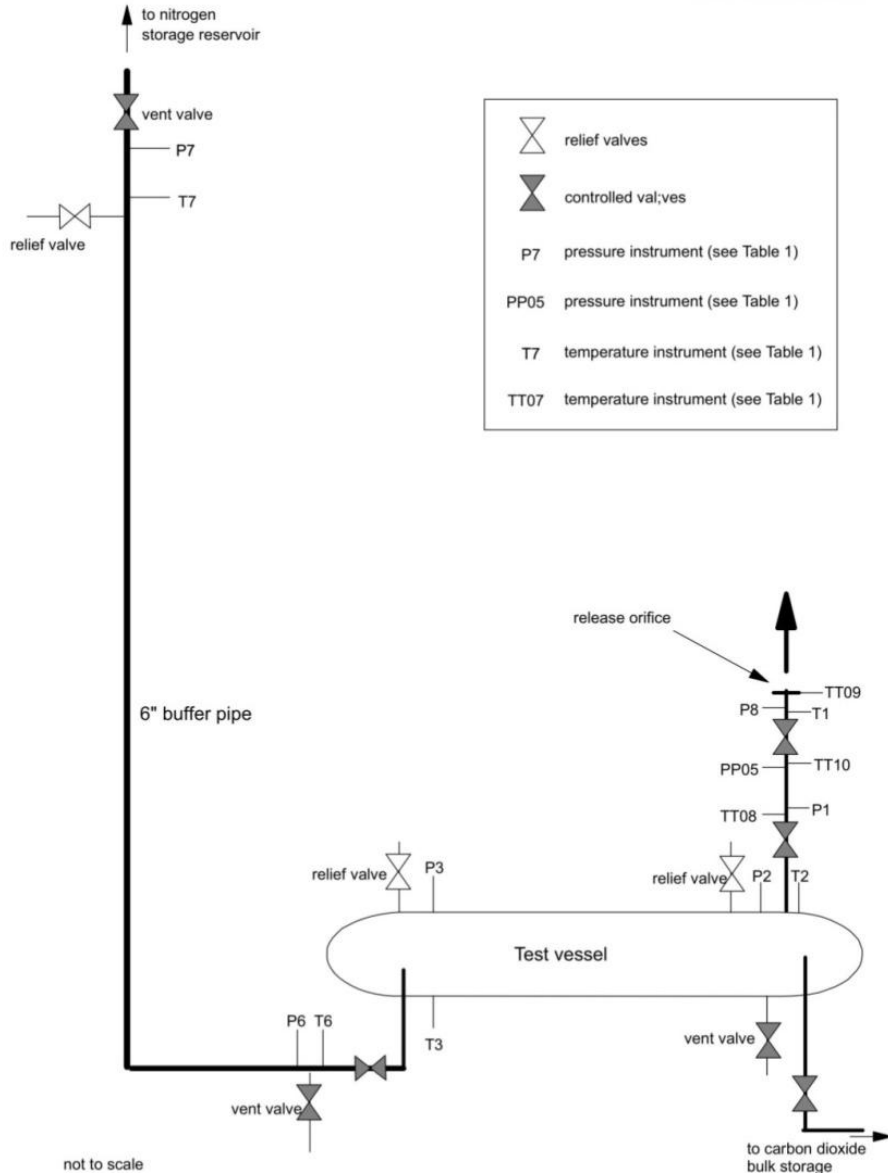 to nitrogen
storage reservoir
vent valve
P7
T7
relief valve
relief valves
controlled val;ves
P7 pressure instrument (see Table 1)
PP05 pressure instrument (see Table 1)
T7 temperature instrument (see Table 1)
TT07 temperature instrument (see Table 1)
release orifice
6" buffer pipe
TT09
P8
T1
PP05
TT10
TT08
P1
relief valve
P3
relief valve
P2
T2
Test vessel
P6
T6
T3
vent valve
vent valve
to carbon dioxide
bulk storage
not to scale